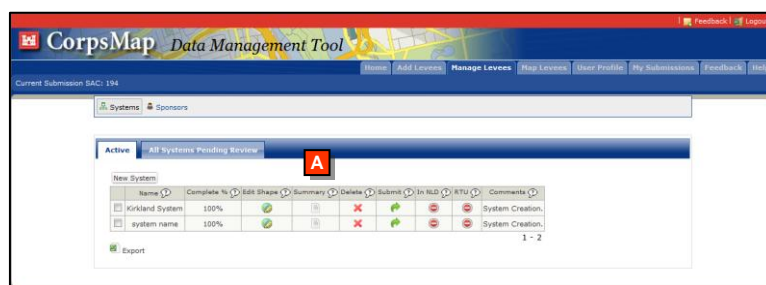 Feedback | Logout
CorpsMap Data Management Tool
Home Add Levees Manage Levees Map Levees User Profile My Submissions Feedback Help
Current Submission SAC: 194
Systems Sponsors
Active All Systems Pending Review
A
New System
Name ? Complete % ? Edit Shape ? Summary ? Delete ? Submit ? In NLD ? RTU ? Comments ?
Kirkland System 100% System Creation.
system name 100% System Creation.
1 - 2
Export